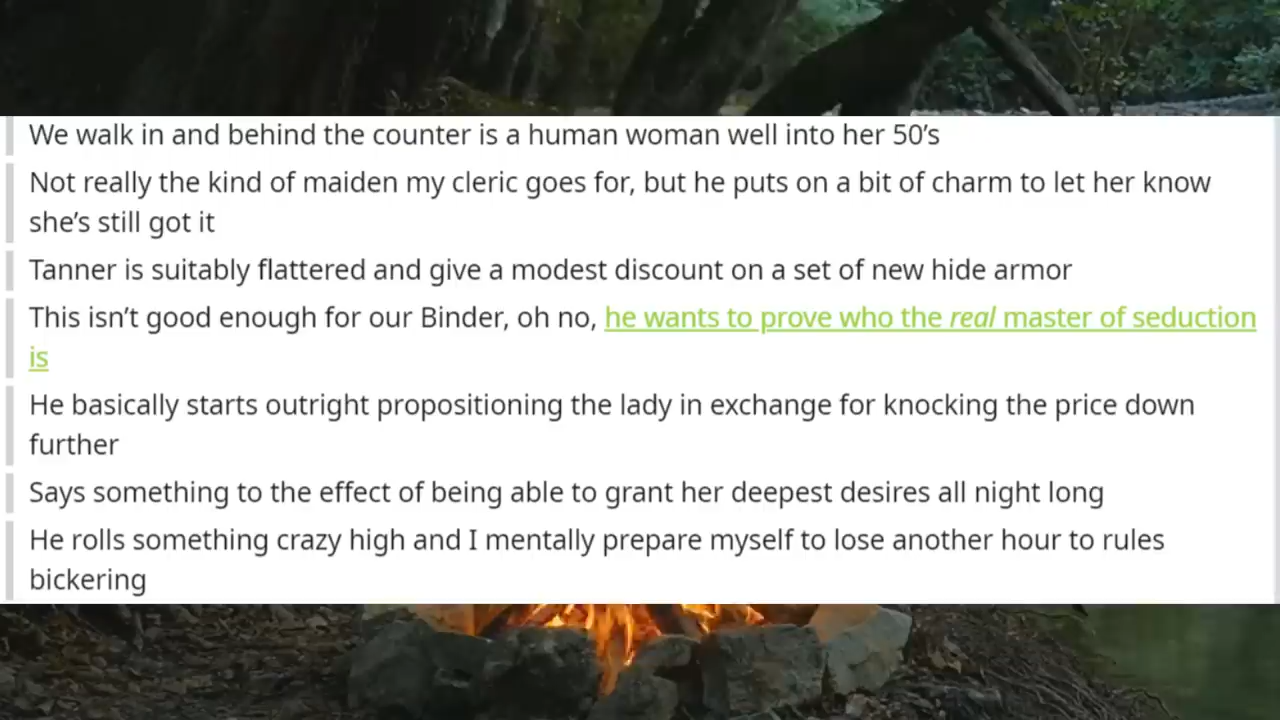 We walk in and behind the counter is a human woman well into her 50’s
Not really the kind of maiden my cleric goes for, but he puts on a bit of charm to let her know
she’s still got it
Tanner is suitably flattered and give a modest discount on a set of new hide armor
This isn’t good enough for our Binder, oh no, he wants to prove who the real master of seduction
is
He basically starts outright propositioning the lady in exchange for knocking the price down
further
Says something to the effect of being able to grant her deepest desires all night long
He rolls something crazy high and I mentally prepare myself to lose another hour to rules
bickering